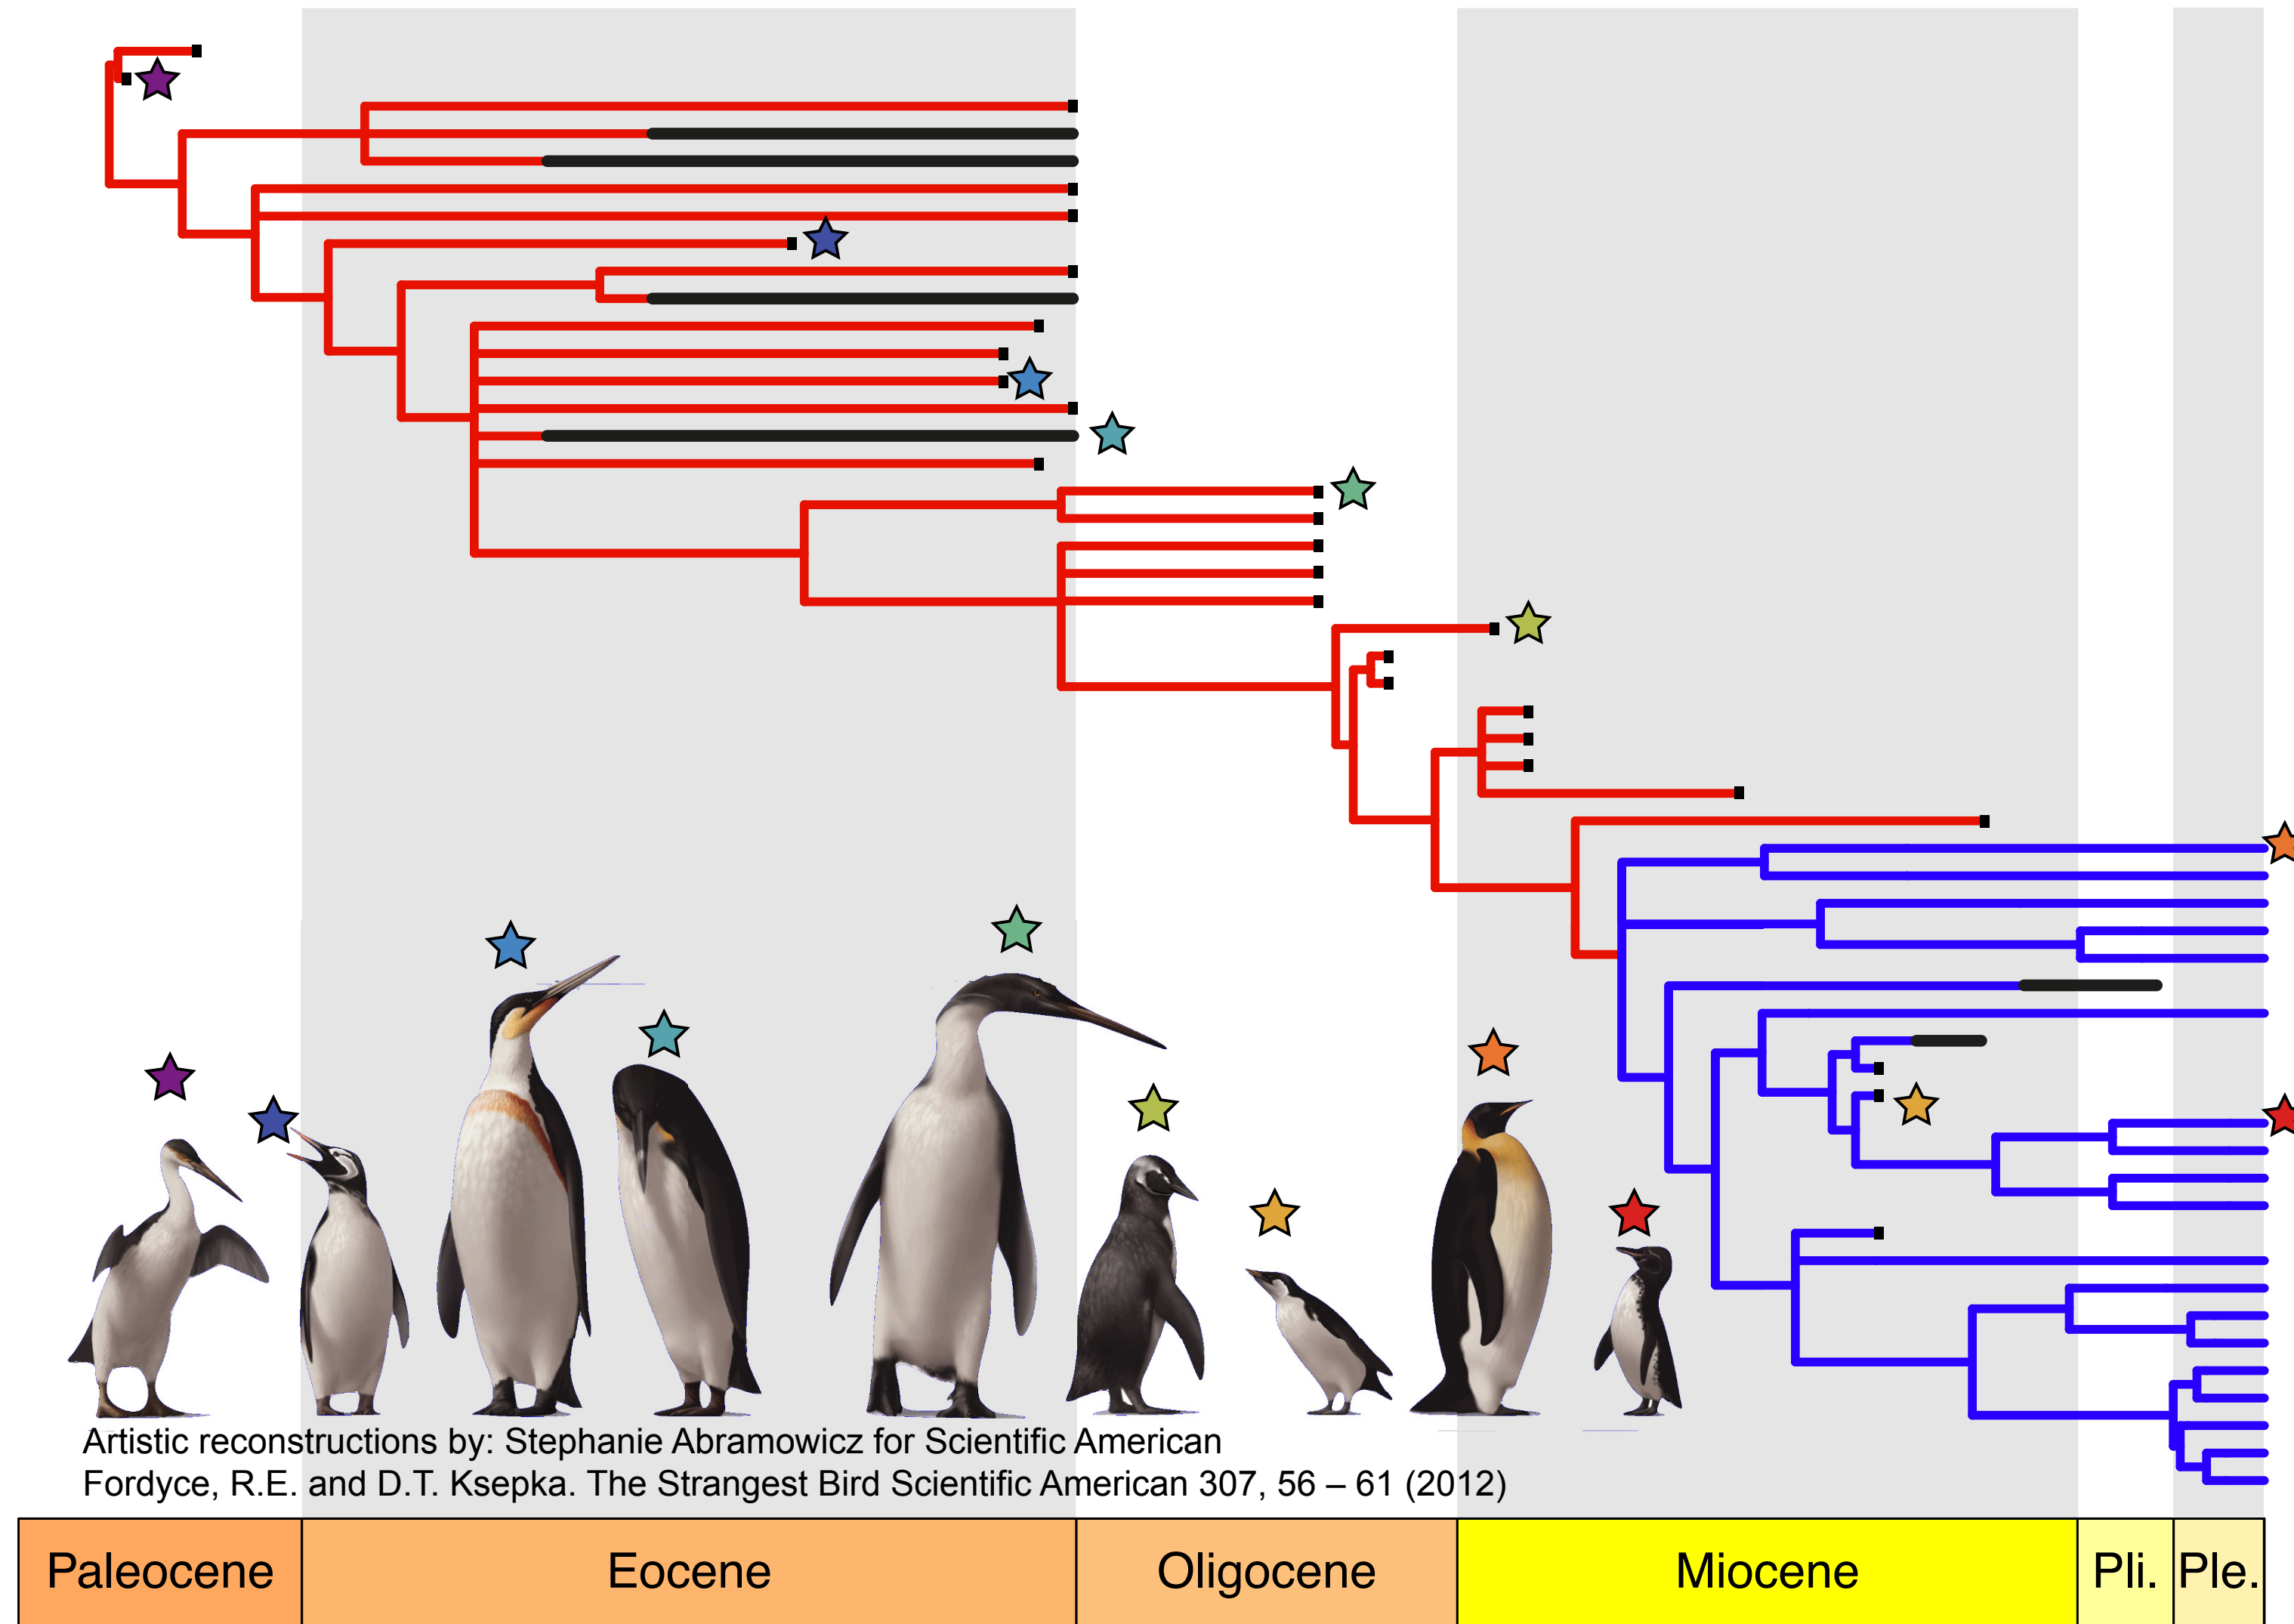 Artistic reconstructions by: Stephanie Abramowicz for Scientific American
Fordyce, R.E. and D.T. Ksepka. The Strangest Bird Scientific American 307, 56 – 61 (2012)
Paleocene Eocene Oligocene Miocene Pli. Ple.